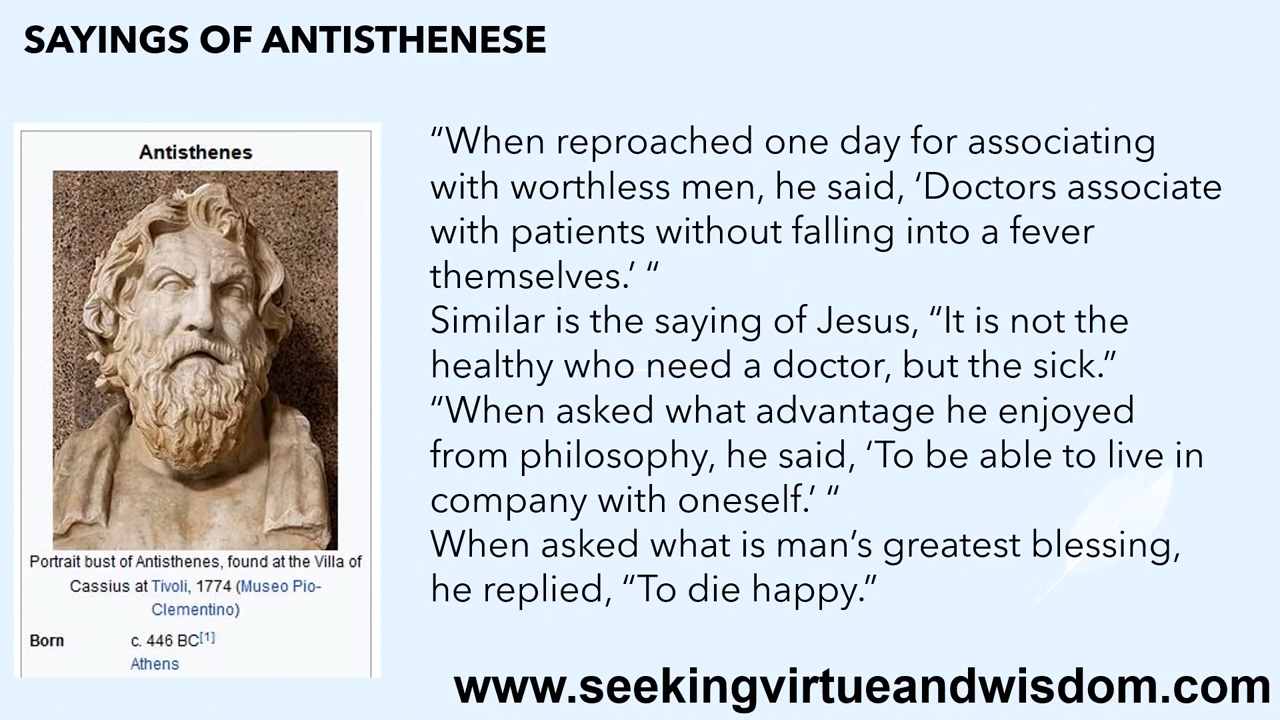 SAYINGS OF ANTISTHENESE
Antisthenes
Portrait bust of Antisthenes, found at the Villa of
Cassius at Tivoli, 1774 (Museo Pio-
Clementino)
Born c. 446 BC[1]
Athens
“When reproached one day for associating
with worthless men, he said, ‘Doctors associate
with patients without falling into a fever
themselves.’ “
Similar is the saying of Jesus, “It is not the
healthy who need a doctor, but the sick.”
“When asked what advantage he enjoyed
from philosophy, he said, ‘To be able to live in
company with oneself.’ “
When asked what is man’s greatest blessing,
he replied, “To die happy.”
www.seekingvirtueandwisdom.com